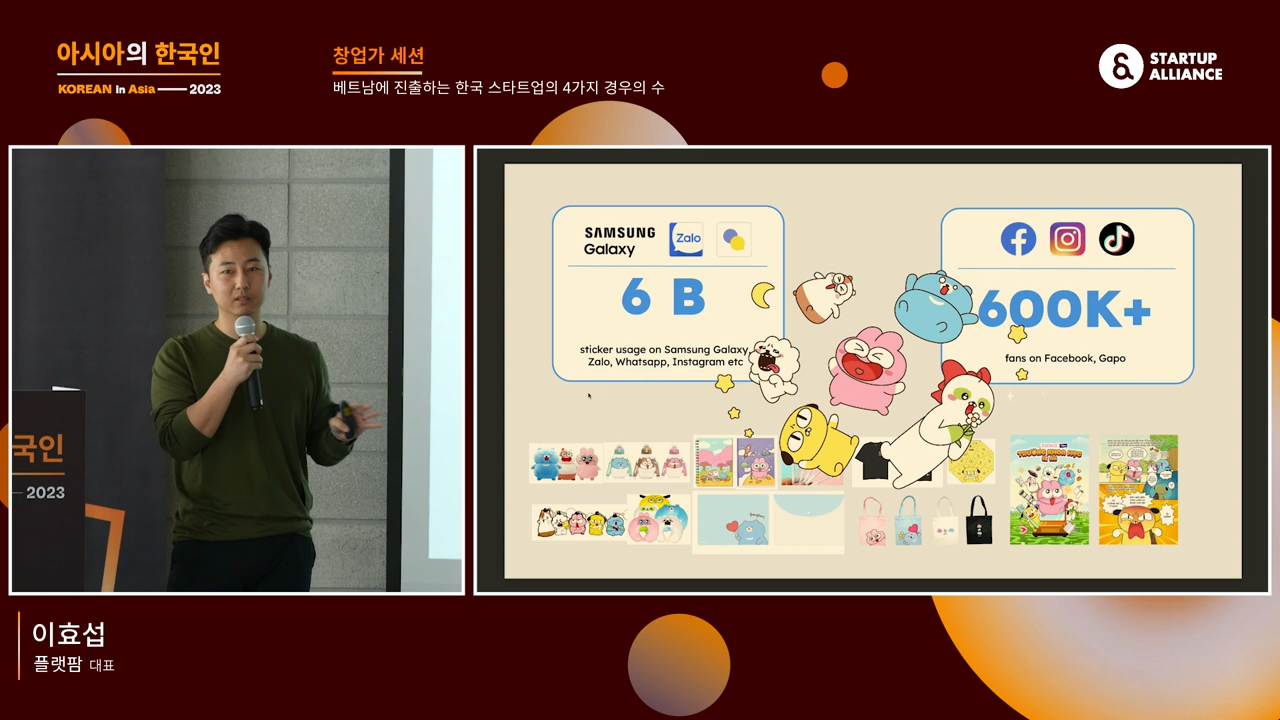 아시아의 한국인
KOREAN in Asia 2023
창업가 세션
베트남에 진출하는 한국 스타트업의 4가지 경우의 수
STARTUP
ALLIANCE
국인
2023
SAMSUNG
Galaxy
Zalo
6 B
sticker usage on Samsung Galaxy
Zalo, Whatsapp, Instagram etc
600K+
fans on Facebook, Gapo
이효섭
플랫팜 대표